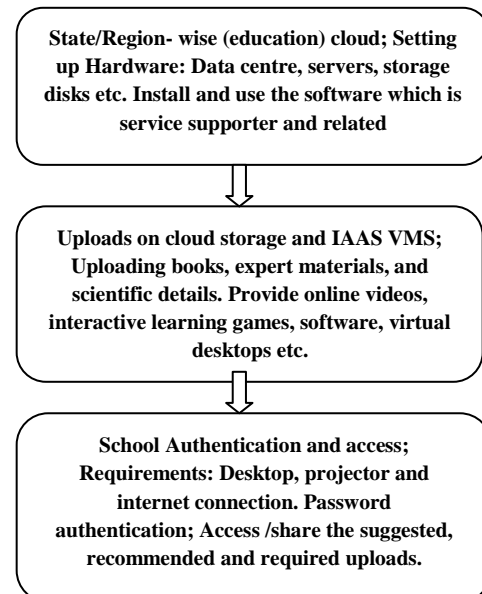 State/Region- wise (education) cloud; Setting
up Hardware: Data centre, servers, storage
disks etc. Install and use the software which is
service supporter and related
Uploads on cloud storage and IAAS VMS;
Uploading books, expert materials, and
scientific details. Provide online videos,
interactive learning games, software, virtual
desktops etc.
School Authentication and access;
Requirements: Desktop, projector and
internet connection. Password
authentication; Access /share the suggested,
recommended and required uploads.